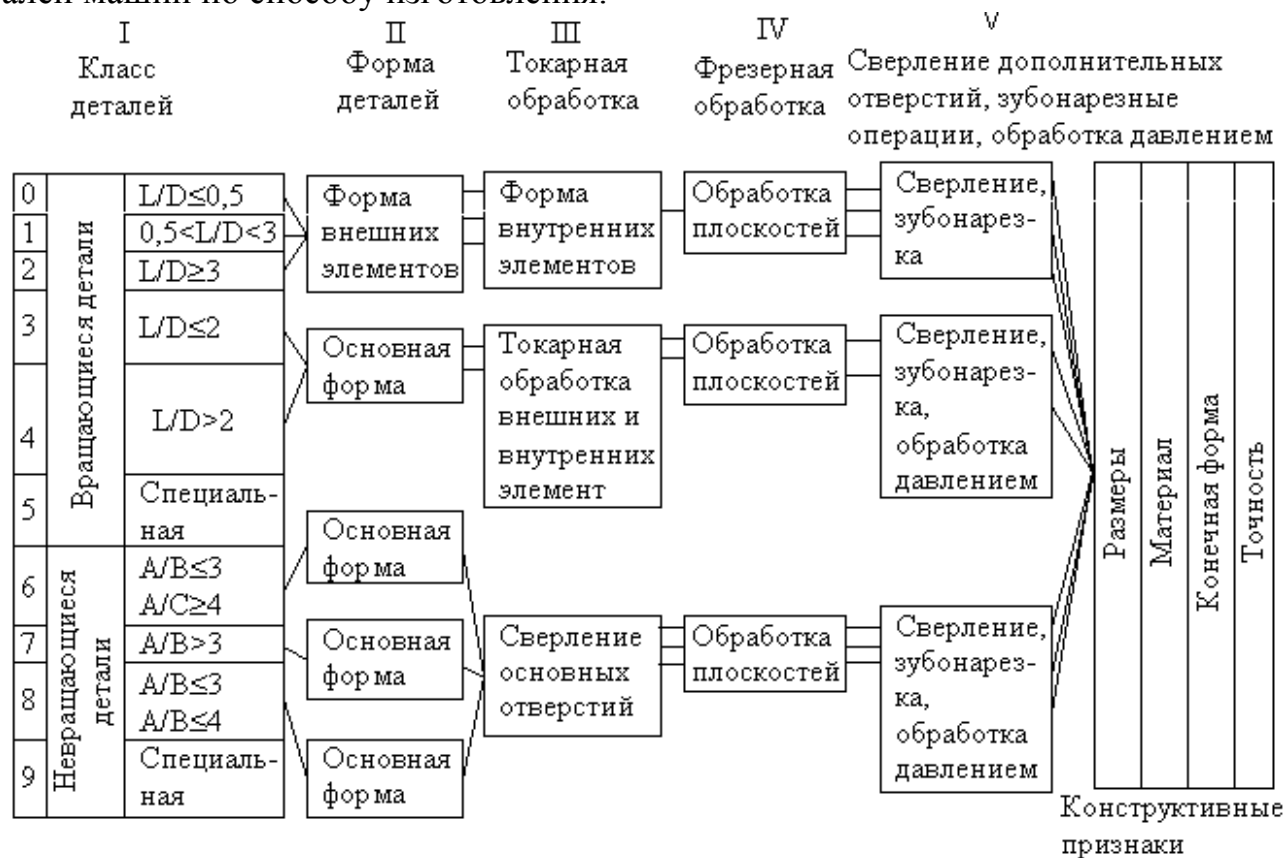 алей машин по способу изготовления.
I
Класс
деталей
II
Форма
деталей
III
Токарная
обработка
IV
Фрезерная
обработка
V
Сверление дополнительных
отверстий, зубонарезные
операции, обработка давлением
0
1
2
3
4
5
6
7
8
9
Вращающиеся детали
Невращающиеся
детали
L/D≤0,5
0,5<L/D<3
L/D≥3
L/D≤2
L/D>2
Специаль-
ная
A/B≤3
A/C≥4
A/B>3
A/B≤3
A/B≤4
Специаль-
ная
Форма
внешних
элементов
Основная
форма
Основная
форма
Основная
форма
Основная
форма
Форма
внутренних
элементов
Токарная
обработка
внешних и
внутренних
элемент
Сверление
основных
отверстий
Обработка
плоскостей
Обработка
плоскостей
Обработка
плоскостей
Сверление,
зубонарез-
ка
Сверление,
зубонарез-
ка,
обработка
давлением
Сверление,
зубонарез-
ка,
обработка
давлением
Размеры
Материал
Конечная форма
Точность
Конструктивные
признаки